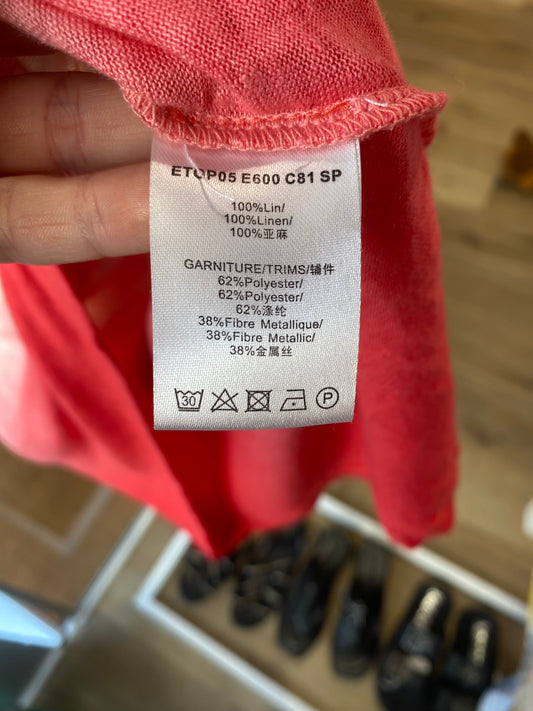 ETOP05 E600 C81 SP
100%Lin/
100%Linen/
100%亚麻
GARNITURE/TRIMS/辅件
62%Polyester/
62%Polyester/
62%涤纶
38%Fibre Metallique/
38%Fibre Metallic/
38%金属丝
30 P